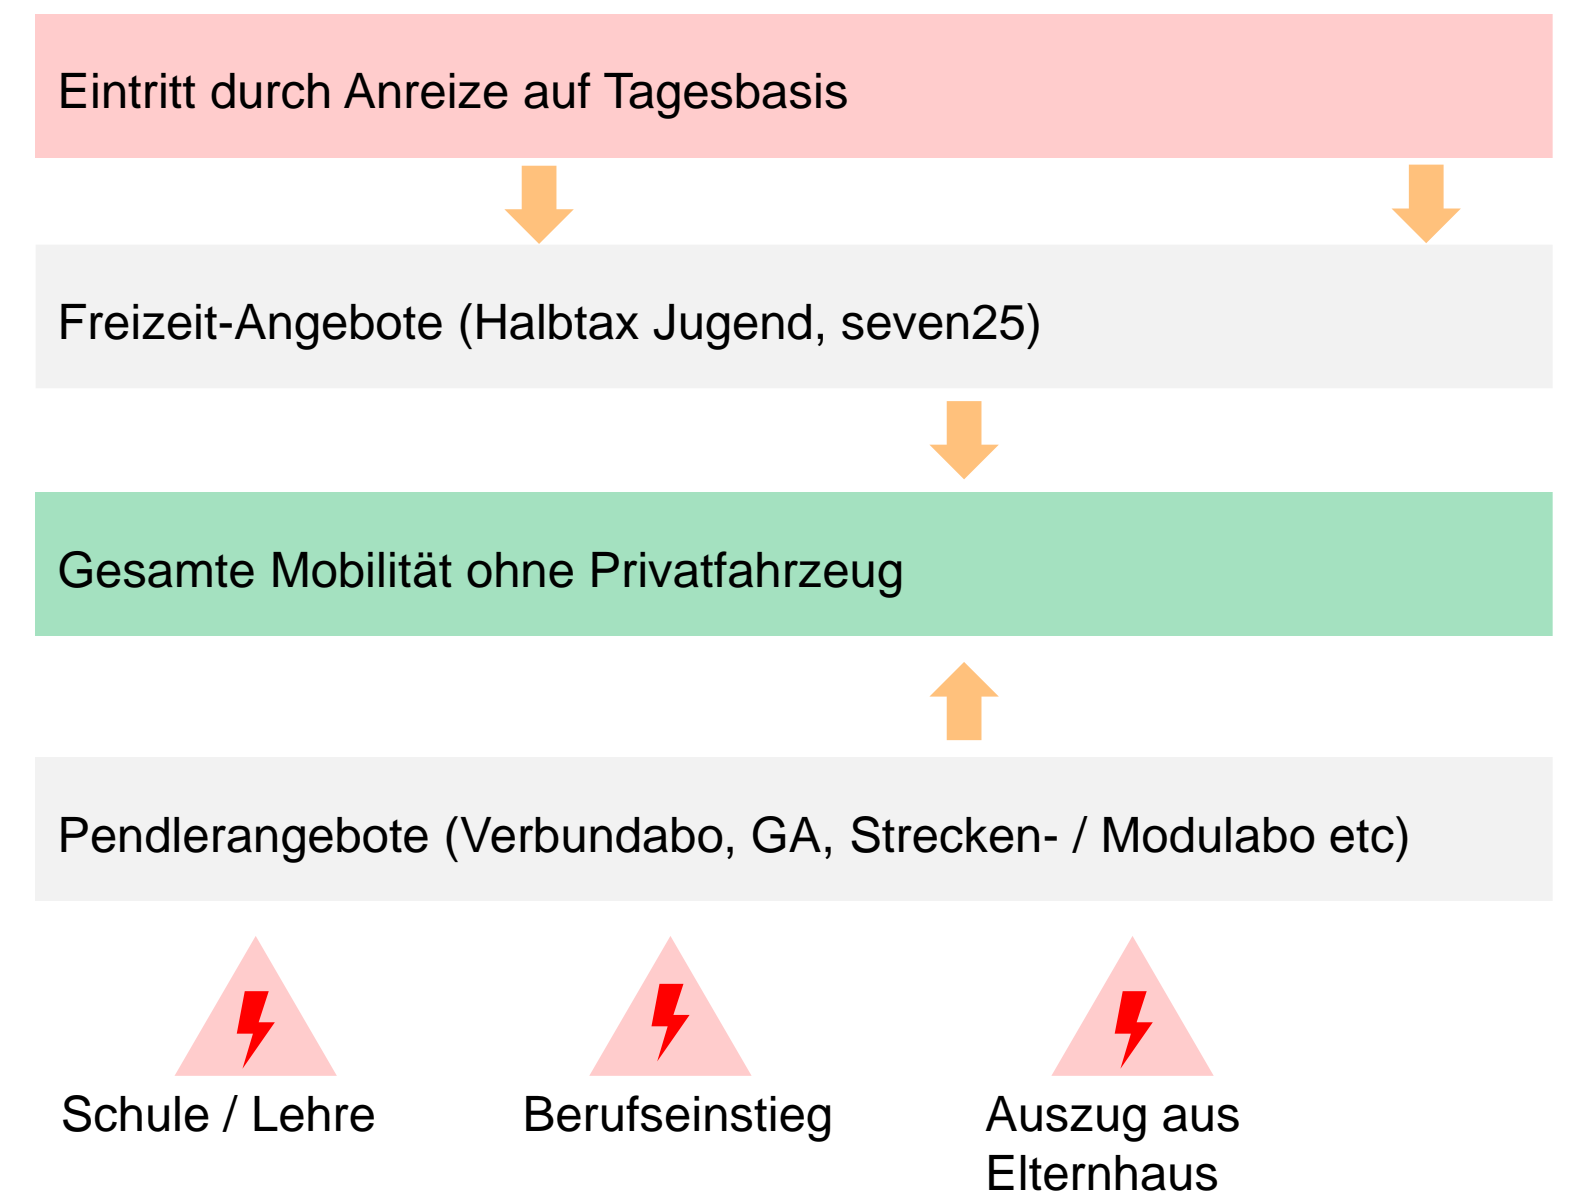 Eintritt durch Anreize auf Tagesbasis
Freizeit-Angebote (Halbtax Jugend, seven25)
Gesamte Mobilität ohne Privatfahrzeug
Pendlerangebote (Verbundabo, GA, Strecken- / Modulabo etc)
Schule / Lehre
Berufseinstieg
Auszug aus
Elternhaus